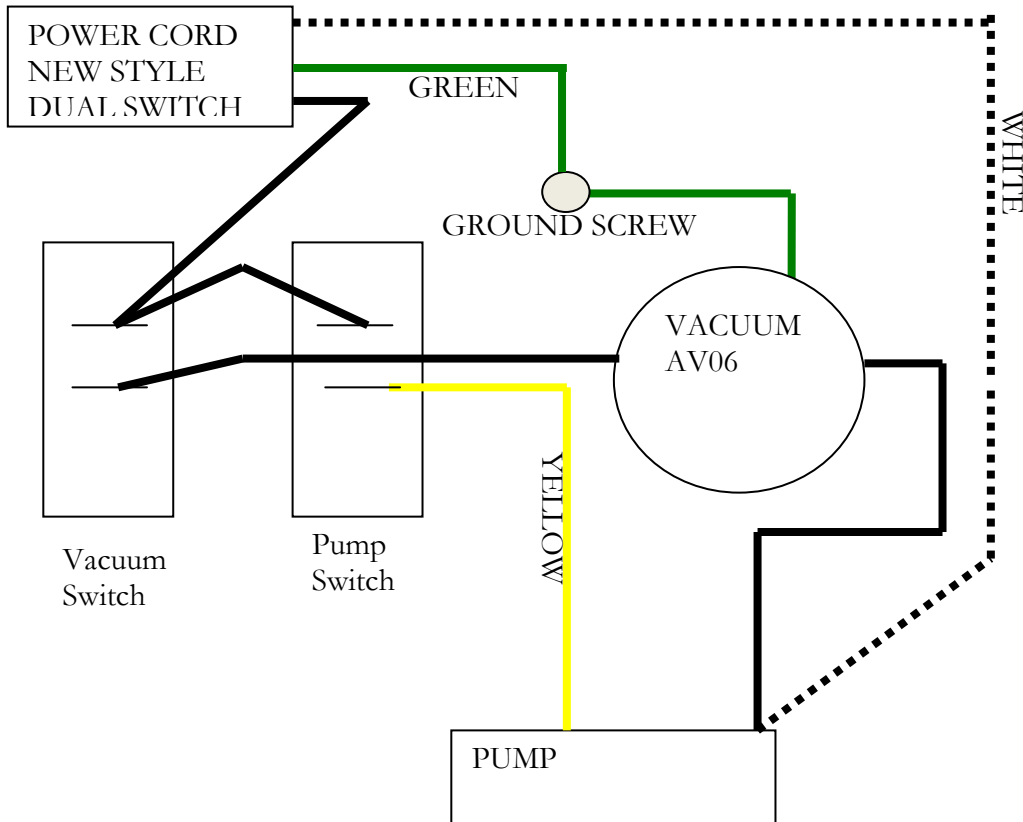 POWER CORD
NEW STYLE
DUAL SWITCH
GREEN
WHITE
GROUND SCREW
VACUUM
AV06
YELLOW
Vacuum
Switch
Pump
Switch
PUMP